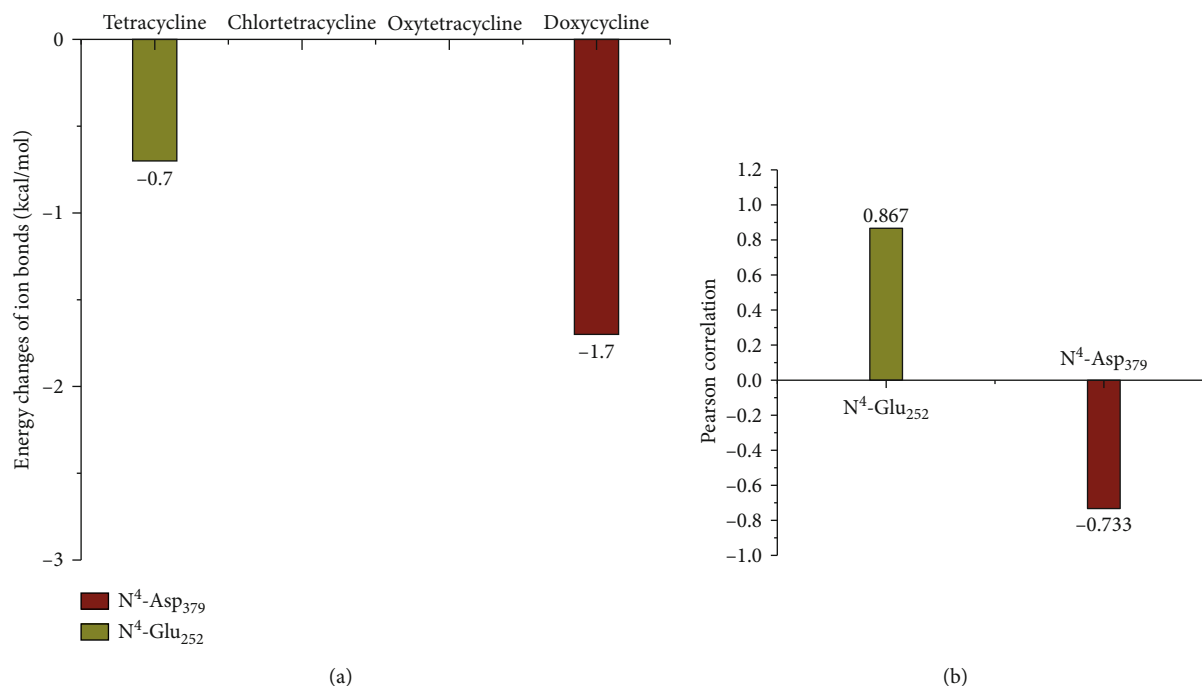 Tetracycline Chlortetracycline Oxytetracycline Doxycycline
Energy changes of ion bonds (kcal/mol)
0
–1
–2
–3
–0.7
–1.7
N⁴-Asp₃₇₉
N⁴-Glu₂₅₂
(a)
Pearson correlation
1.2
1.0
0.8
0.6
0.4
0.2
0.0
–0.2
–0.4
–0.6
–0.8
–1.0
0.867
N⁴-Glu₂₅₂
N⁴-Asp₃₇₉
–0.733
(b)